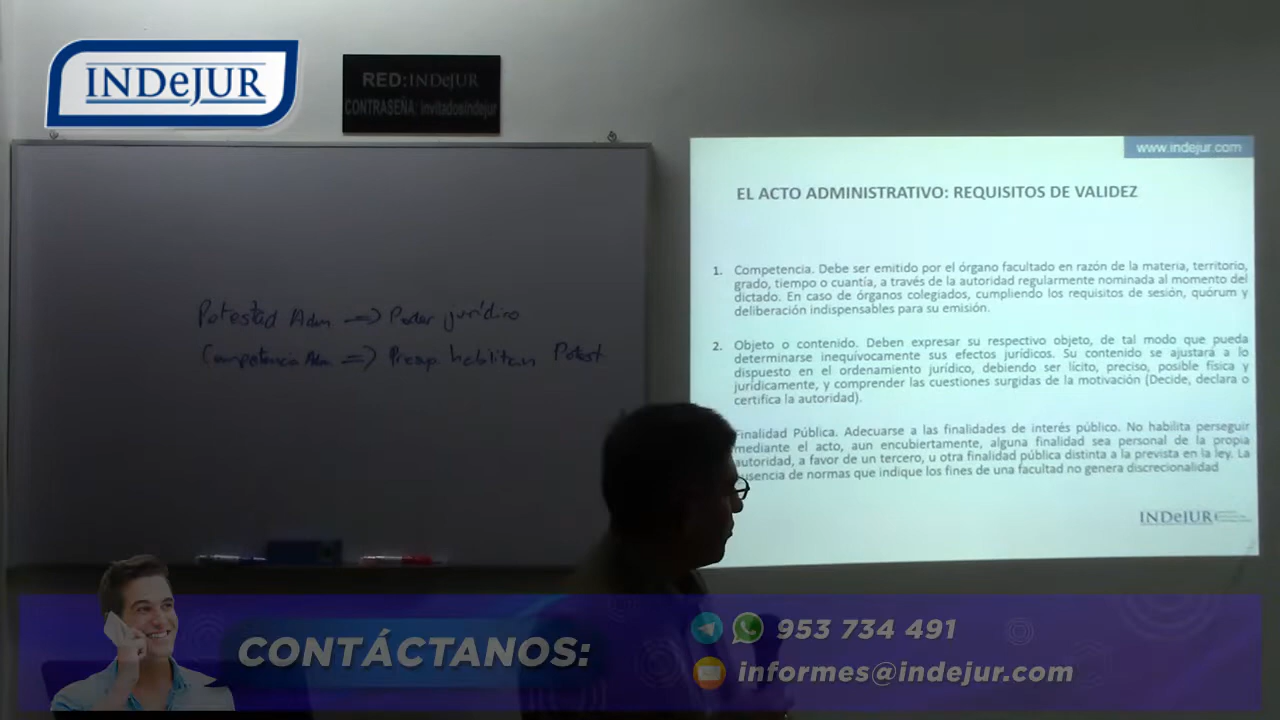 INDeJUR
RED:INDeJUR
CONTRASEÑA: invitadosindejur
Potestad Adm. => Poder jurídico
Competencia Adm => Presup. habilitan Potest
www.indejur.com
EL ACTO ADMINISTRATIVO: REQUISITOS DE VALIDEZ
1. Competencia. Debe ser emitido por el órgano facultado en razón de la materia, territorio,
grado, tiempo o cuantía, a través de la autoridad regularmente nominada al momento del
dictado. En caso de órganos colegiados, cumpliendo los requisitos de sesión, quórum y
deliberación indispensables para su emisión.
2. Objeto o contenido. Deben expresar su respectivo objeto, de tal modo que pueda
determinarse inequívocamente sus efectos jurídicos. Su contenido se ajustará a lo
dispuesto en el ordenamiento jurídico, debiendo ser lícito, preciso, posible física y
jurídicamente, y comprender las cuestiones surgidas de la motivación (Decide, declara o
certifica la autoridad).
Finalidad Pública. Adecuarse a las finalidades de interés público. No habilita perseguir
mediante el acto, aun encubiertamente, alguna finalidad sea personal de la propia
autoridad, a favor de un tercero, u otra finalidad pública distinta a la prevista en la ley. La
ausencia de normas que indique los fines de una facultad no genera discrecionalidad
INDeJUR
CONTÁCTANOS:
953 734 491
informes@indejur.com